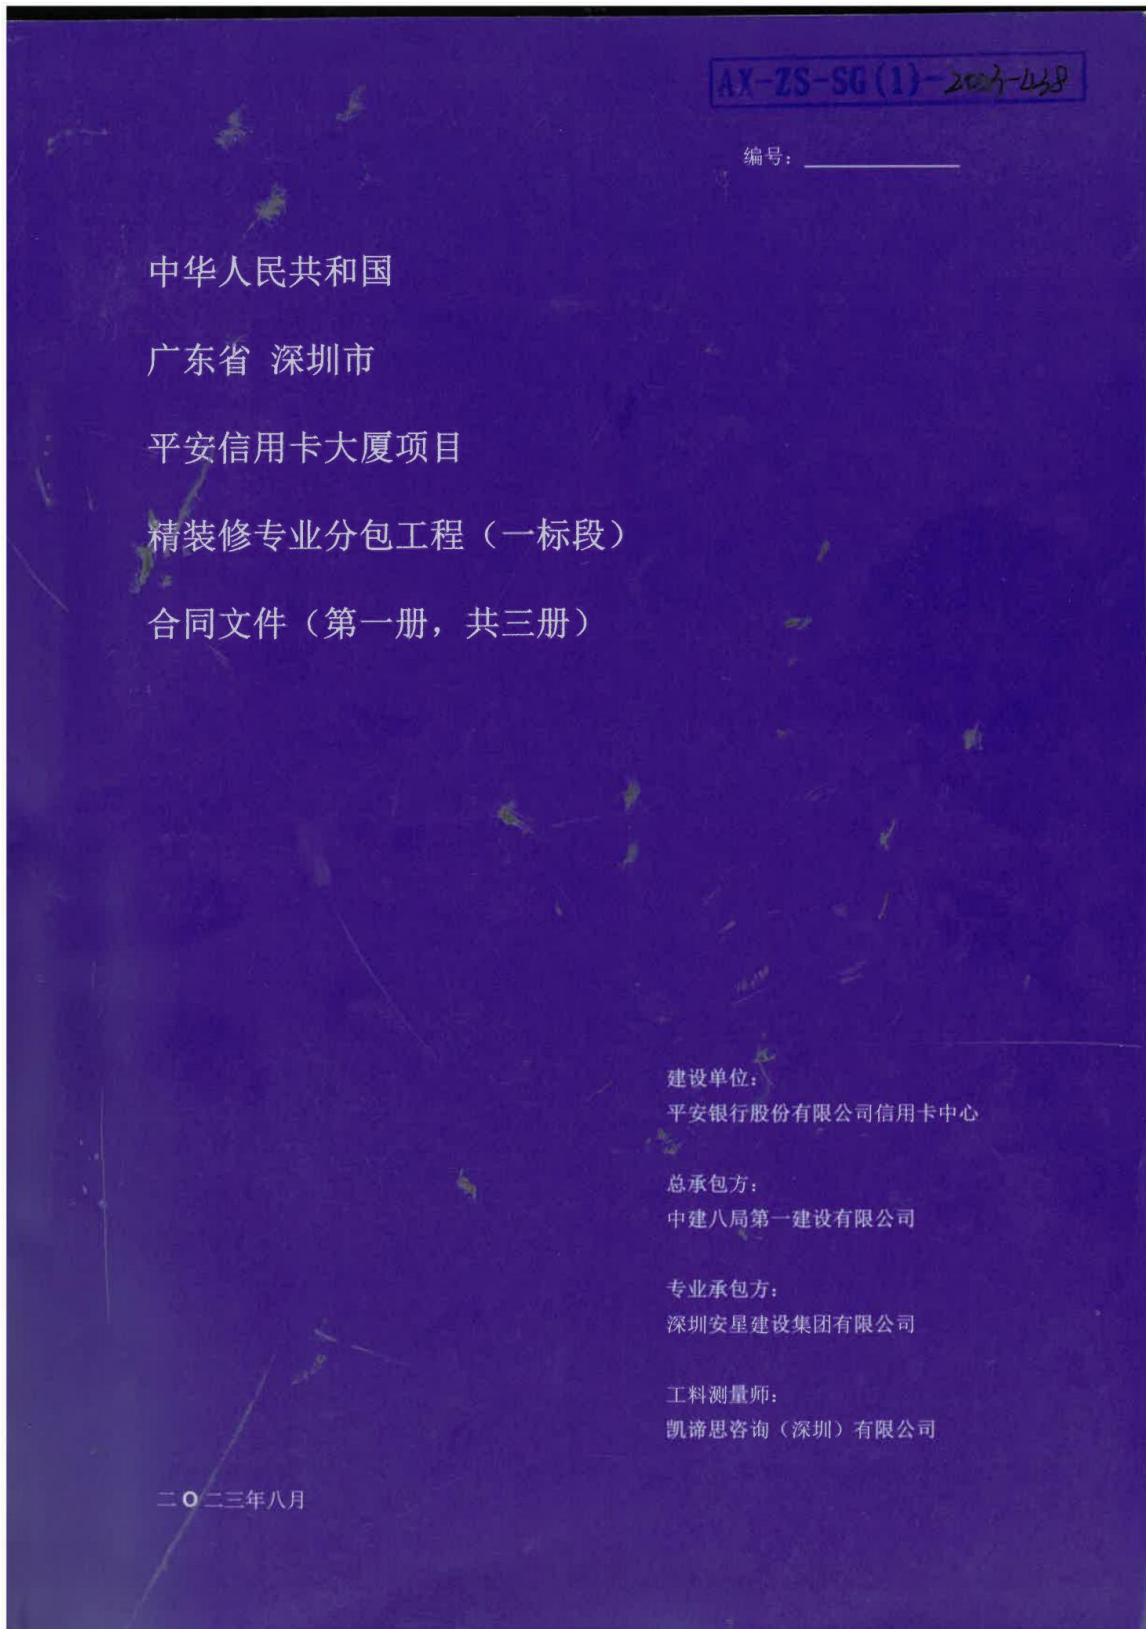 AX-ZS-SG(1)-2023-438
编号:
中华人民共和国
广东省 深圳市
平安信用卡大厦项目
精装修专业分包工程（一标段）
合同文件（第一册，共三册）
建设单位：
平安银行股份有限公司信用卡中心
总承包方：
中建八局第一建设有限公司
专业承包方：
深圳安星建设集团有限公司
工料测量师：
凯谛思咨询（深圳）有限公司
二O二三年八月